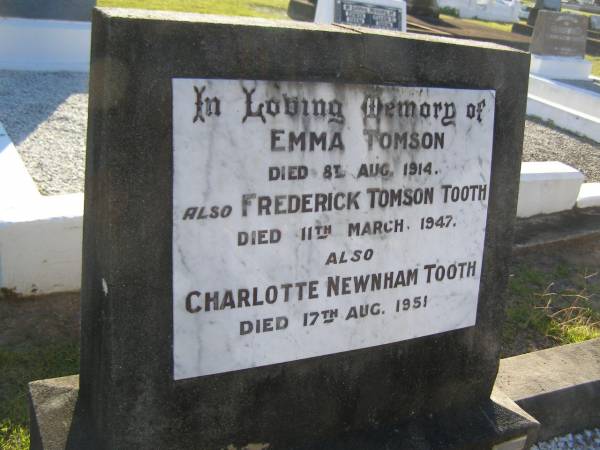 In Loving Memory of
EMMA TOMSON
DIED 8TH AUG. 1914.
ALSO FREDERICK TOMSON TOOTH
DIED 11TH MARCH. 1947.
ALSO
CHARLOTTE NEWNHAM TOOTH
DIED 17TH AUG. 1951